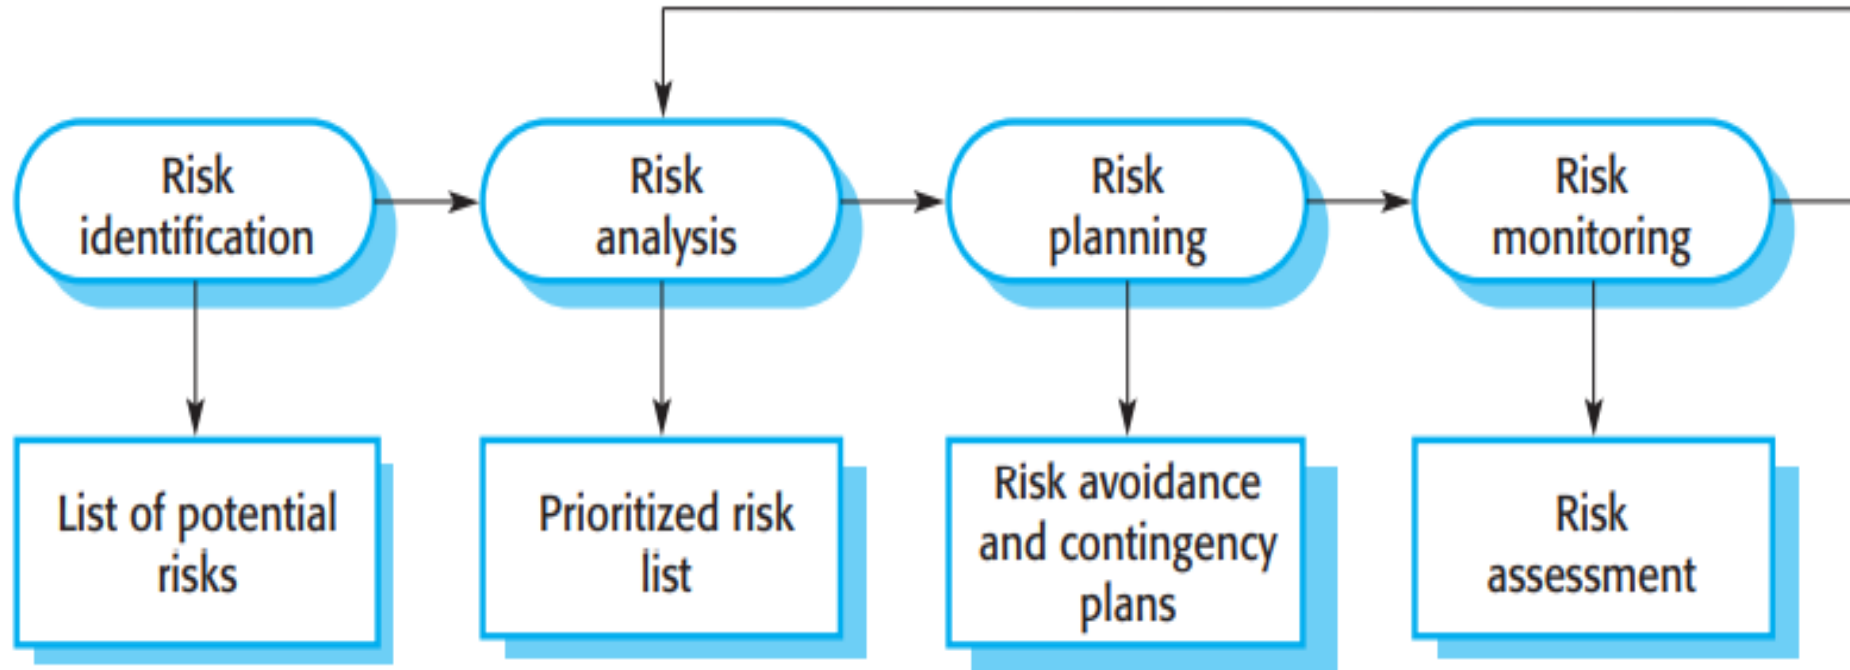 Risk
identification
Risk
analysis
Risk
planning
Risk
monitoring
List of potential
risks
Prioritized risk
list
Risk avoidance
and contingency
plans
Risk
assessment